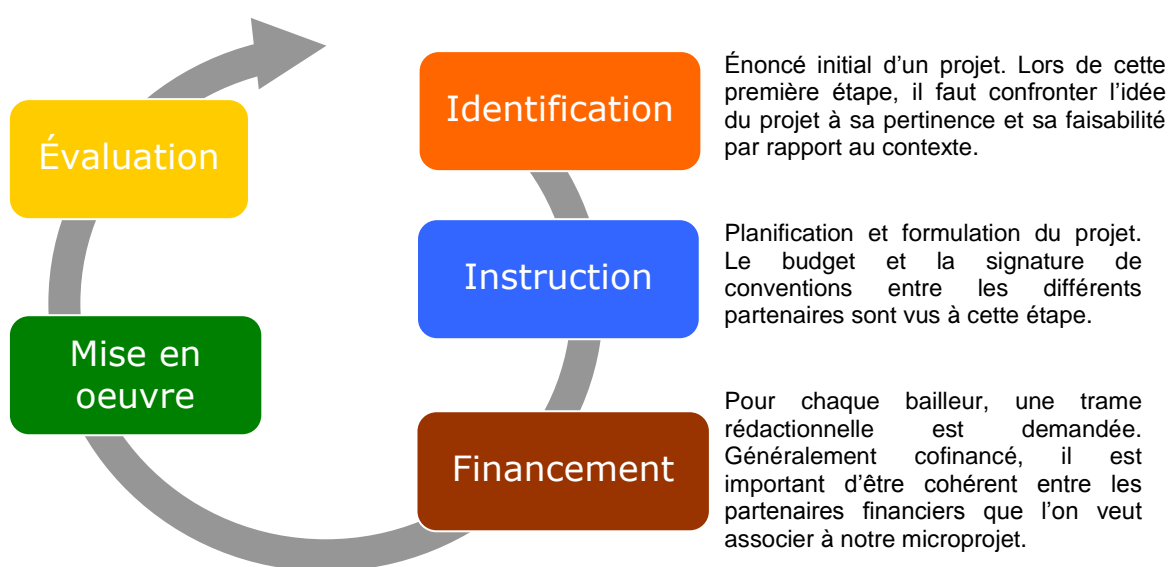 Identification
Énoncé initial d’un projet. Lors de cette
première étape, il faut confronter l’idée
du projet à sa pertinence et sa faisabilité
par rapport au contexte.
Évaluation
Instruction
Planification et formulation du projet.
Le budget et la signature de
conventions entre les différents
partenaires sont vus à cette étape.
Mise en
oeuvre
Financement
Pour chaque bailleur, une trame
rédactionnelle est demandée.
Généralement cofinancé, il est
important d’être cohérent entre les
partenaires financiers que l’on veut
associer à notre microprojet.